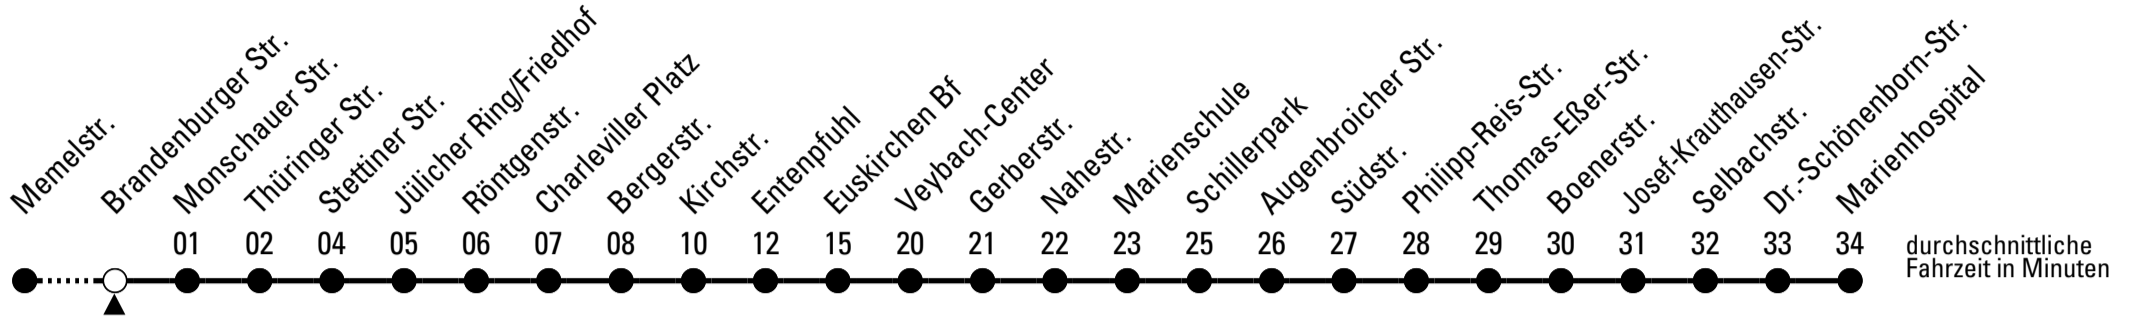 Memelstr.
Brandenburger Str.
Monschauer Str.
Thüringer Str.
Stettiner Str.
Jülicher Ring/Friedhof
Röntgenstr.
Charleviller Platz
Bergerstr.
Kirchstr.
Entenpfuhl
Euskirchen Bf
Veybach-Center
Gerberstr.
Nahestr.
Marienschule
Schillerpark
Augenbroicher Str.
Südstr.
Philipp-Reis-Str.
Thomas-Eßer-Str.
Boenerstr.
Josef-Krauthausen-Str.
Selbachstr.
Dr.-Schönenborn-Str.
Marienhospital
01 02 04 05 06 07 08 10 12 15 20 21 22 23 25 26 27 28 29 30 31 32 33 34
durchschnittliche
Fahrzeit in Minuten